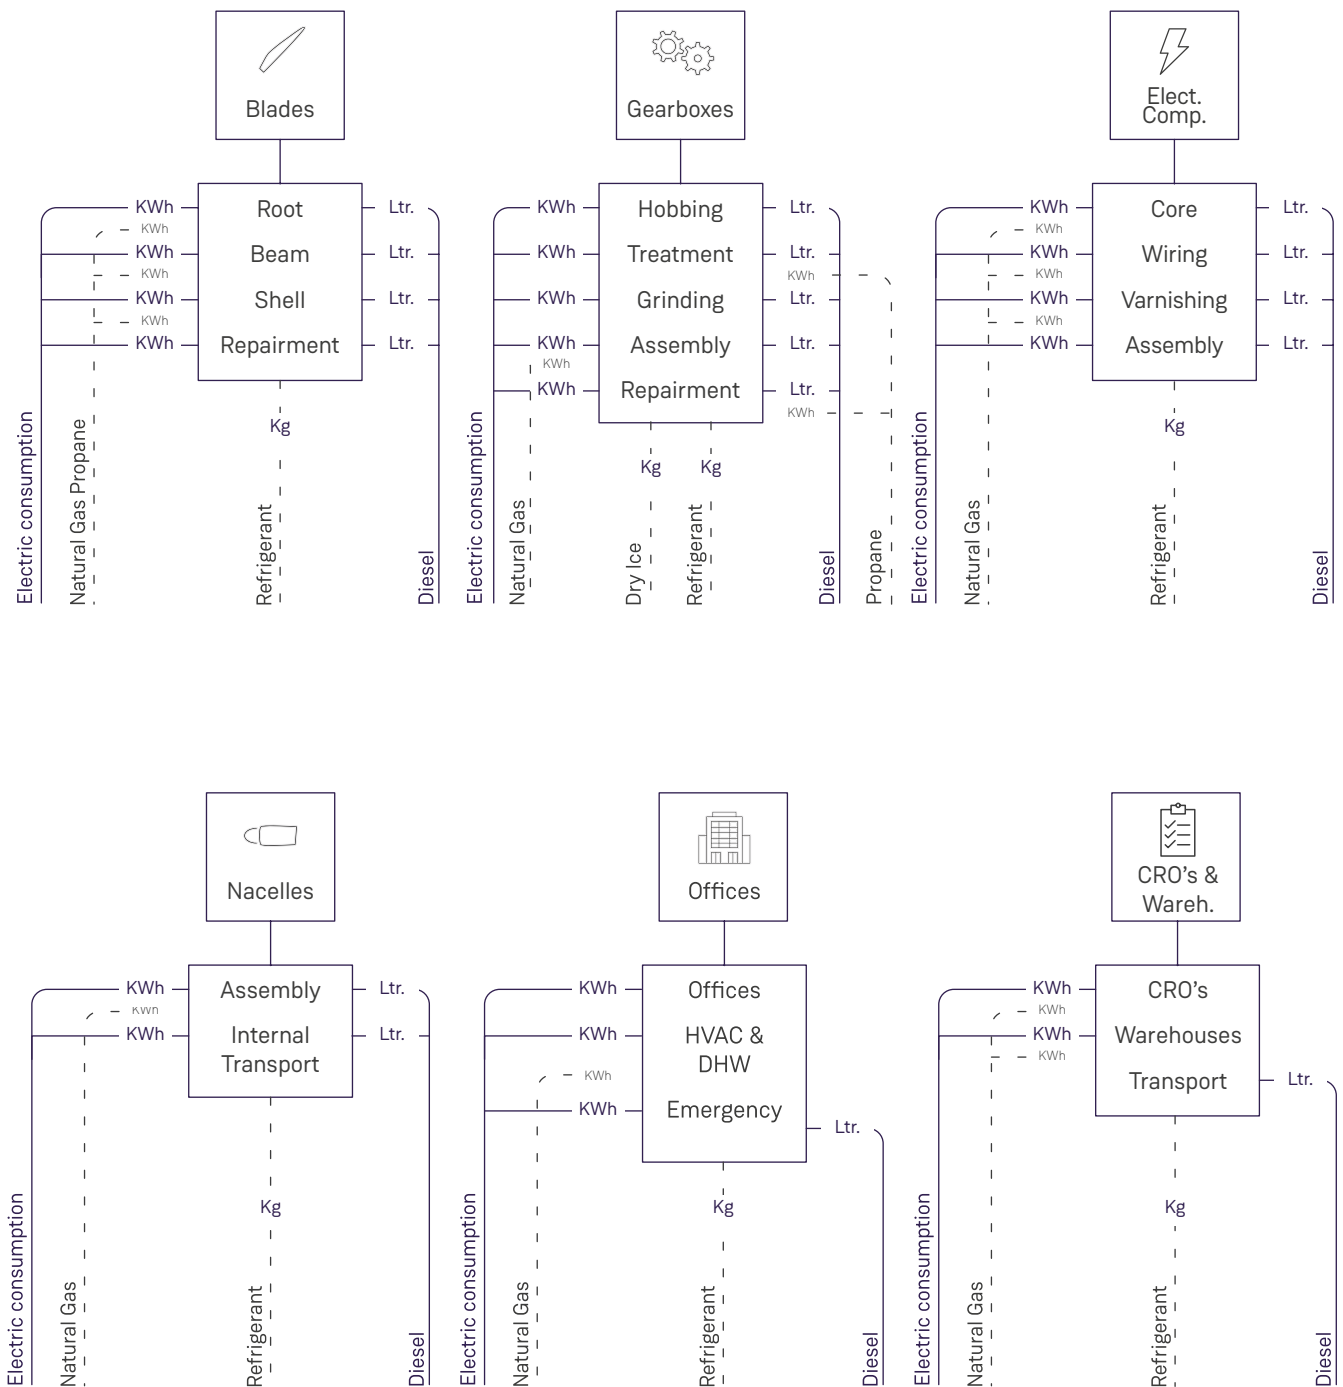 Blades
KWh
Root
Ltr.
KWh
KWh
Beam
Ltr.
KWh
KWh
Shell
Ltr.
KWh
KWh
Repairment
Ltr.
Kg
Electric consumption
Natural Gas Propane
Refrigerant
Diesel
Gearboxes
KWh
Hobbing
Ltr.
KWh
Treatment
Ltr.
KWh
KWh
Grinding
Ltr.
KWh
Assembly
Ltr.
KWh
KWh
Repairment
Ltr.
KWh
Kg
Kg
Electric consumption
Natural Gas
Dry Ice
Refrigerant
Diesel
Propane
Elect.
Comp.
KWh
Core
Ltr.
KWh
KWh
Wiring
Ltr.
KWh
KWh
Varnishing
Ltr.
KWh
KWh
Assembly
Ltr.
Kg
Electric consumption
Natural Gas
Refrigerant
Diesel
Nacelles
KWh
Assembly
Ltr.
KWh
KWh
Internal
Transport
Ltr.
Kg
Electric consumption
Natural Gas
Refrigerant
Diesel
Offices
KWh
Offices
KWh
HVAC &
DHW
KWh
KWh
Emergency
Ltr.
Kg
Electric consumption
Natural Gas
Refrigerant
Diesel
CRO's &
Wareh.
KWh
CRO's
KWh
KWh
Warehouses
KWh
Transport
Ltr.
Kg
Electric consumption
Natural Gas
Refrigerant
Diesel